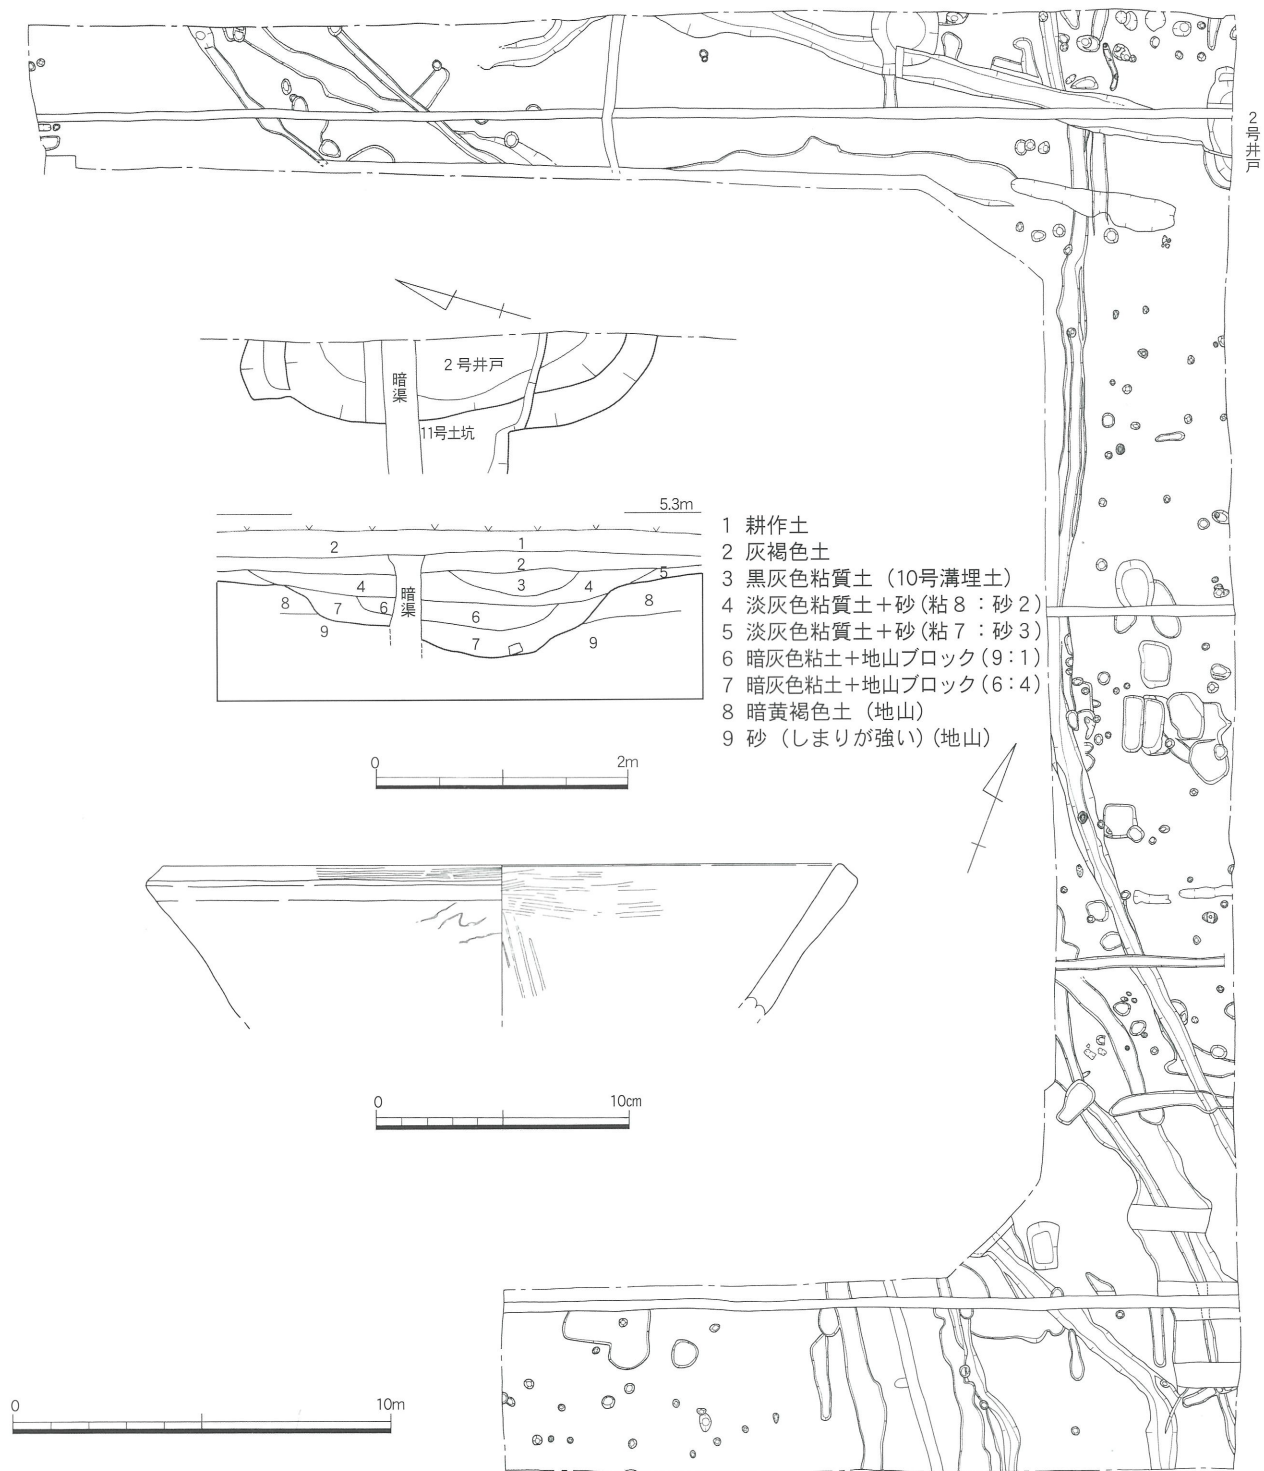 2号井戸
2号井戸
暗渠
11号土坑
5.3m
2
1
2
3
4
4
5
6
6
7
7
8
8
9
9
暗渠
1 耕作土
2 灰褐色土
3 黒灰色粘質土（10号溝埋土）
4 淡灰色粘質土＋砂（粘8：砂2）
5 淡灰色粘質土＋砂（粘7：砂3）
6 暗灰色粘土＋地山ブロック（9：1）
7 暗灰色粘土＋地山ブロック（6：4）
8 暗黄褐色土（地山）
9 砂（しまりが強い）（地山）
0 2m
0 10cm
0 10m